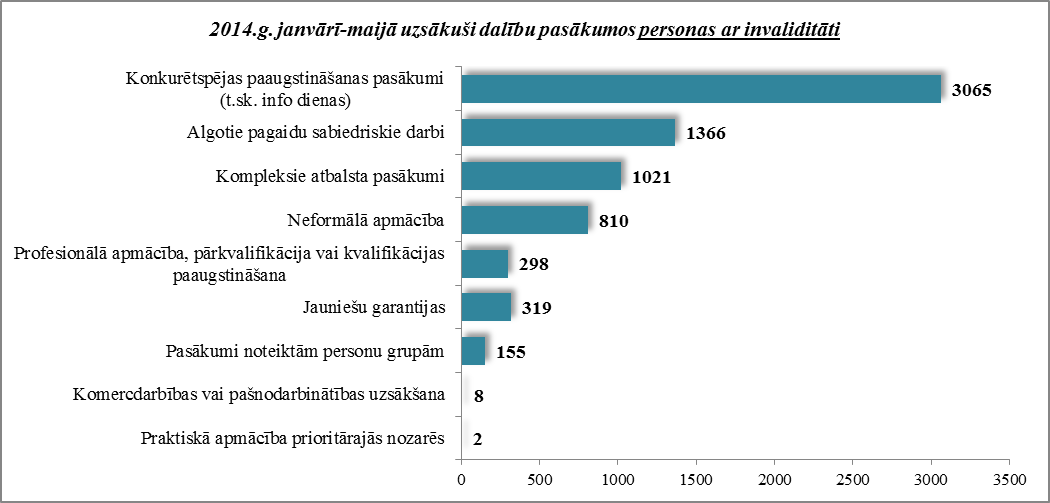 2014.g. janvārī-maijā uzsākuši dalību pasākumos personas ar invaliditāti
Konkurētspējas paaugstināšanas pasākumi
(t.sk. info dienas)
3065
Algotie pagaidu sabiedriskie darbi
1366
Kompleksie atbalsta pasākumi
1021
Neformālā apmācība
810
Profesionālā apmācība, pārkvalifikācija vai kvalifikācijas
paaugstināšana
298
Jauniešu garantijas
319
Pasākumi noteiktām personu grupām
155
Komercdarbības vai pašnodarbinātības uzsākšana
8
Praktiskā apmācība prioritārajās nozarēs
2
0 500 1000 1500 2000 2500 3000 3500